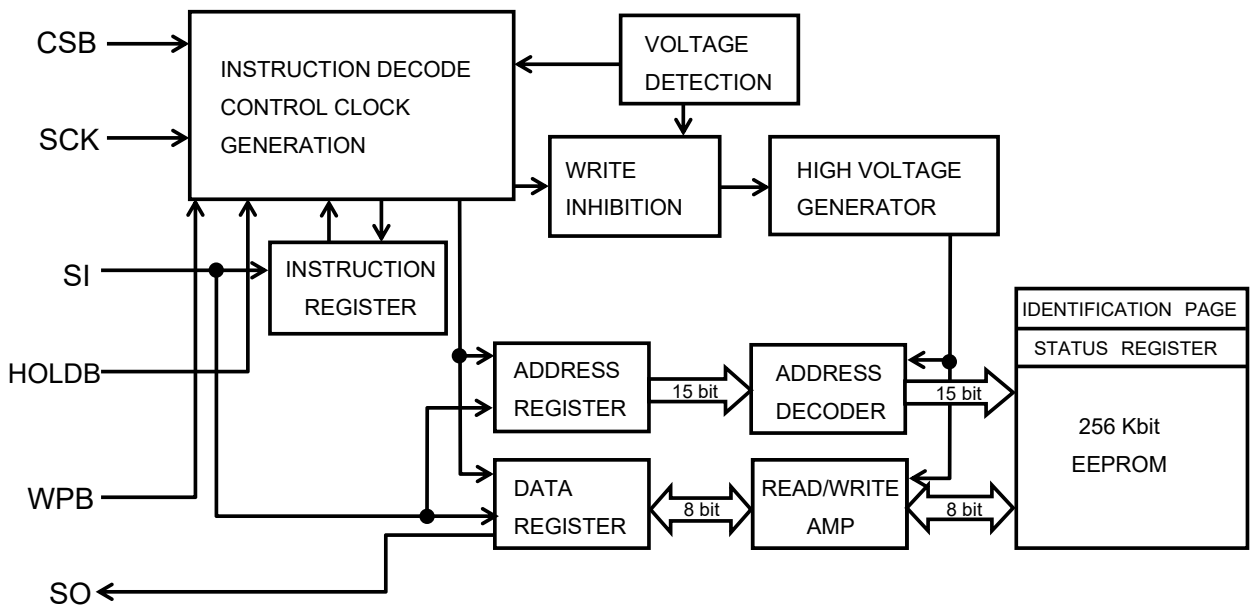 CSB
SCK
SI
HOLDB
WPB
SO
INSTRUCTION DECODE
CONTROL CLOCK
GENERATION
VOLTAGE
DETECTION
WRITE
INHIBITION
HIGH VOLTAGE
GENERATOR
INSTRUCTION
REGISTER
ADDRESS
REGISTER
15 bit
ADDRESS
DECODER
15 bit
DATA
REGISTER
8 bit
READ/WRITE
AMP
8 bit
IDENTIFICATION PAGE
STATUS REGISTER
256 Kbit
EEPROM